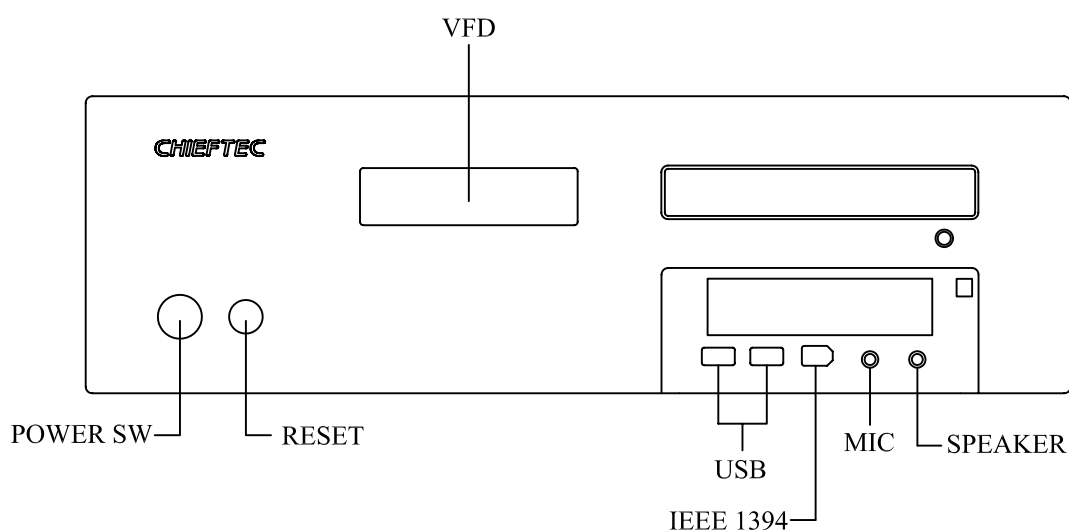 VFD
CHIEFTEC
POWER SW
RESET
USB
MIC
SPEAKER
IEEE 1394